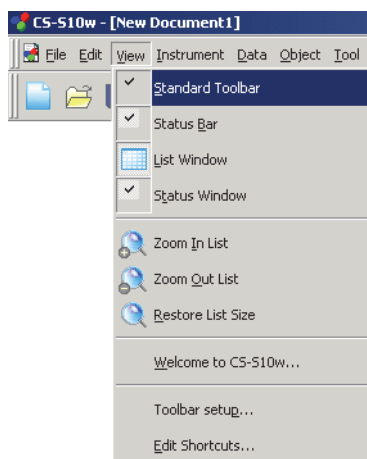 CS-S10w - [New Document1]
File Edit View Instrument Data Object Tool
Standard Toolbar
Status Bar
List Window
Status Window
Zoom In List
Zoom Out List
Restore List Size
Welcome to CS-S10w...
Toolbar setup...
Edit Shortcuts...